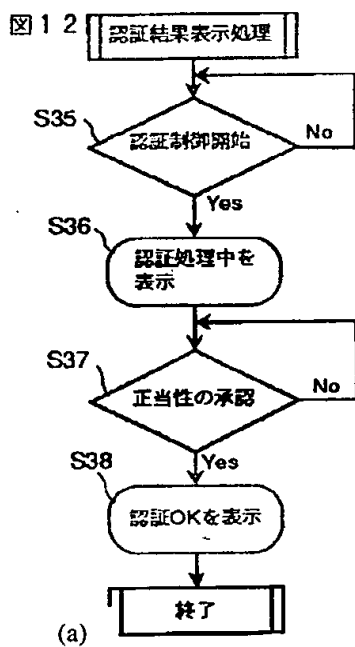 図12
認証結果表示処理
S35
認証制御開始
No
Yes
S36
認証処理中を
表示
S37
正当性の承認
No
Yes
S38
認証OKを表示
終了
(a)